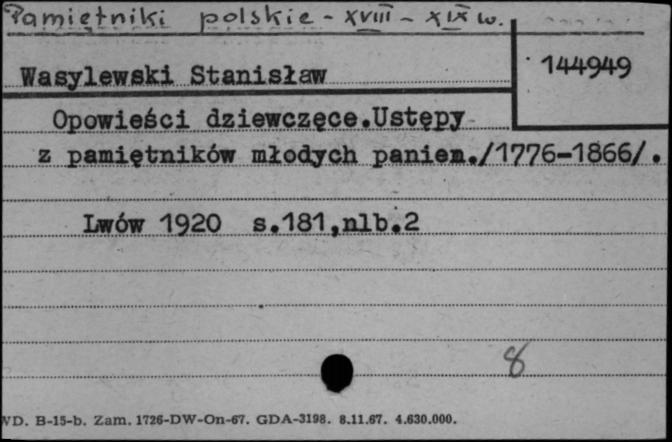 Pamiętniki polskie - XVIII - XIX w.
144949
Wasylewski Stanisław
Opowieści dziewczęce.Ustępy
z pamiętników młodych panien./1776-1866/.
Lwów 1920 s.181,nlb.2
8
WD. B-15-b. Zam. 1726-DW-On-67. GDA-3198. 8.11.67. 4.630.000.